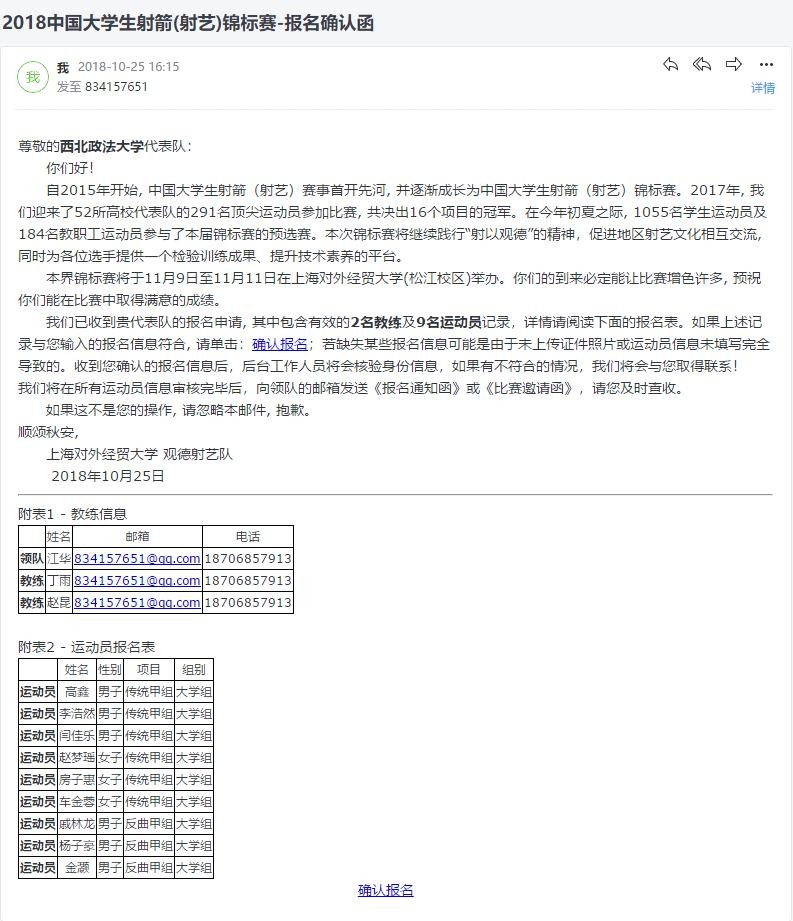 2018中国大学生射箭(射艺)锦标赛-报名确认函
我 我 2018-10-25 16:15
发至 834157651
详情
尊敬的西北政法大学代表队：
你们好！
自2015年开始, 中国大学生射箭（射艺）赛事首开先河, 并逐渐成长为中国大学生射箭（射艺）锦标赛。2017年, 我
们迎来了52所高校代表队的291名顶尖运动员参加比赛, 共决出16个项目的冠军。在今年初夏之际, 1055名学生运动员及
184名教职工运动员参与了本届锦标赛的预选赛。本次锦标赛将继续践行“射以观德”的精神，促进地区射艺文化相互交流,
同时为各位选手提供一个检验训练成果、提升技术素养的平台。
本界锦标赛将于11月9日至11月11日在上海对外经贸大学(松江校区)举办。你们的到来必定能让比赛增色许多, 预祝
你们能在比赛中取得满意的成绩。
我们已收到贵代表队的报名申请, 其中包含有效的2名教练及9名运动员记录，详情请阅读下面的报名表。如果上述记
录与您输入的报名信息符合, 请单击：确认报名；若缺失某些报名信息可能是由于未上传证件照片或运动员信息未填写完全
导致的。收到您确认的报名信息后，后台工作人员将会核验身份信息，如果有不符合的情况，我们将会与您取得联系！
我们将在所有运动员信息审核完毕后，向领队的邮箱发送《报名通知函》或《比赛邀请函》，请您及时查收。
如果这不是您的操作, 请忽略本邮件, 抱歉。
顺颂秋安,
上海对外经贸大学 观德射艺队
2018年10月25日
附表1 - 教练信息
姓名 邮箱 电话
领队 江华 834157651@qq.com 18706857913
教练 丁雨 834157651@qq.com 18706857913
教练 赵昆 834157651@qq.com 18706857913
附表2 - 运动员报名表
姓名 性别 项目 组别
运动员 高鑫 男子 传统甲组 大学组
运动员 李浩然 男子 传统甲组 大学组
运动员 闫佳乐 男子 传统甲组 大学组
运动员 赵梦瑶 女子 传统甲组 大学组
运动员 房子惠 女子 传统甲组 大学组
运动员 车金蓉 女子 传统甲组 大学组
运动员 戚林龙 男子 反曲甲组 大学组
运动员 杨子豪 男子 反曲甲组 大学组
运动员 金灏 男子 反曲甲组 大学组
确认报名